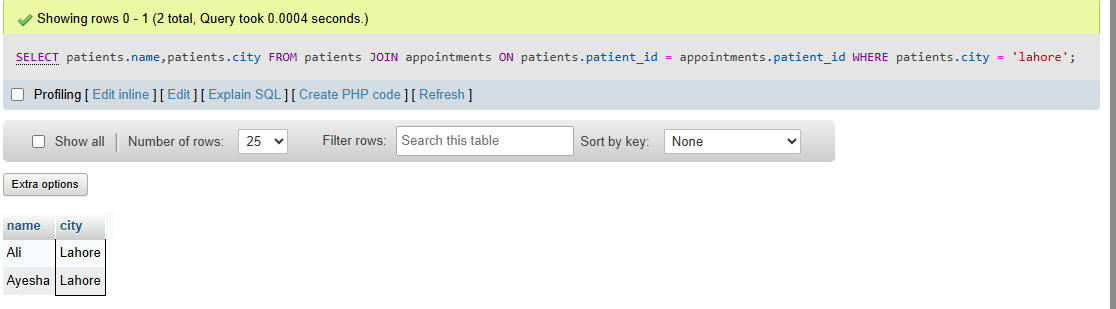 Showing rows 0 - 1 (2 total, Query took 0.0004 seconds.)
SELECT patients.name,patients.city FROM patients JOIN appointments ON patients.patient_id = appointments.patient_id WHERE patients.city = 'lahore';
Profiling [ Edit inline ] [ Edit ] [ Explain SQL ] [ Create PHP code ] [ Refresh ]
Show all Number of rows: 25 Filter rows: Search this table Sort by key: None
Extra options
name city
Ali Lahore
Ayesha Lahore